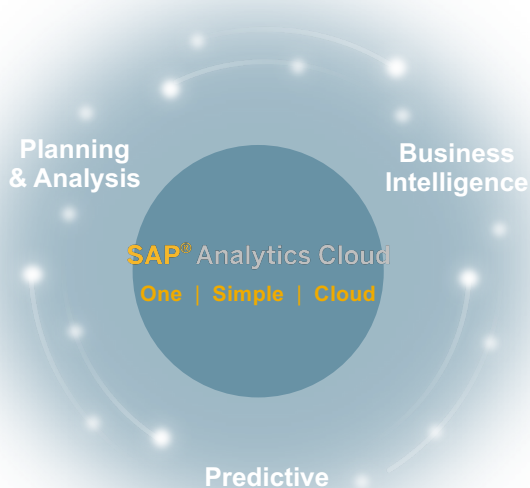 Planning
& Analysis
Business
Intelligence
SAP® Analytics Cloud
One | Simple | Cloud
Predictive